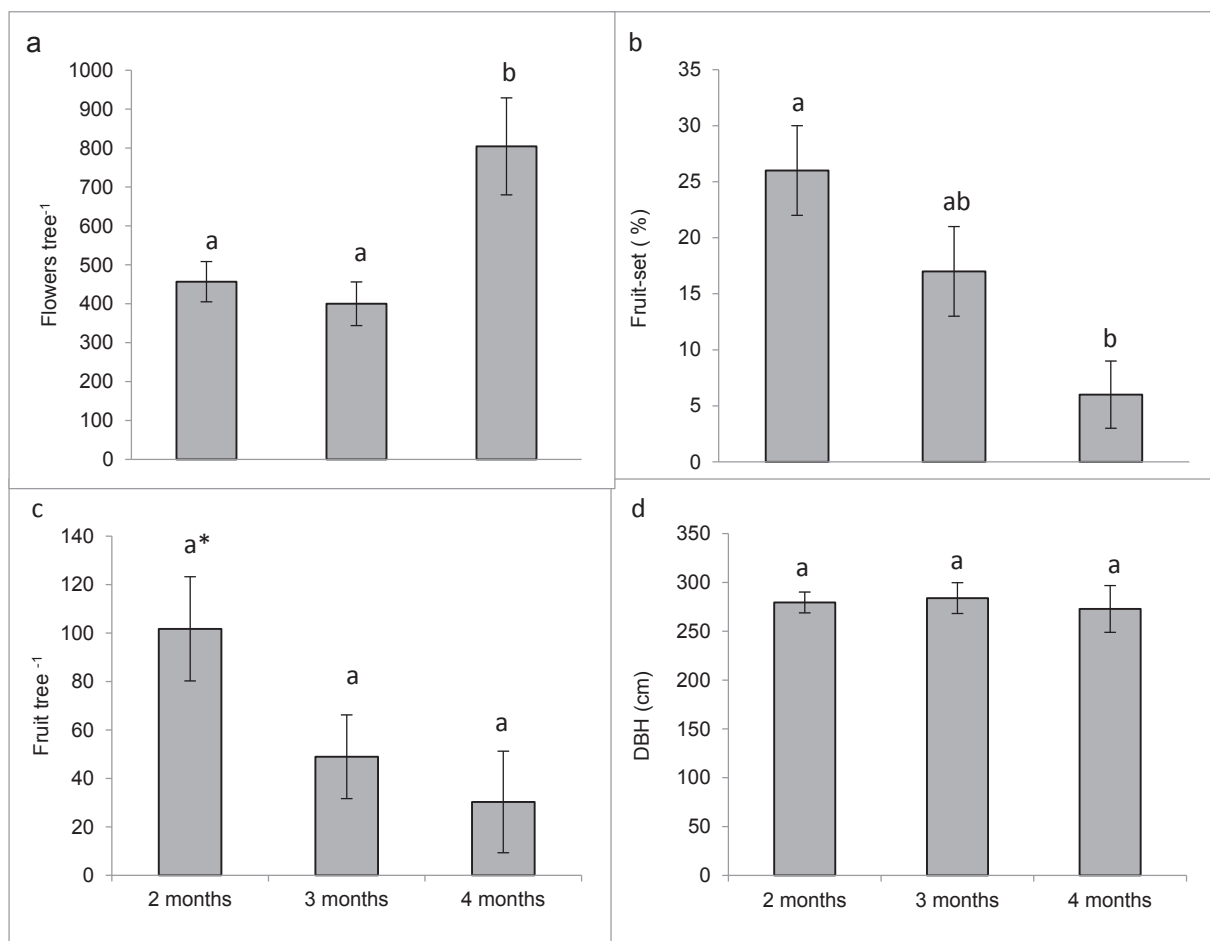 a
1000
900
800
700
600
500
400
300
200
100
0
Flowers tree-1
a
a
b
b
35
30
25
20
15
10
5
0
Fruit-set ( %)
a
ab
b
c
140
120
100
80
60
40
20
0
Fruit tree -1
a*
a
a
2 months
3 months
4 months
d
350
300
250
200
150
100
50
0
DBH (cm)
a
a
a
2 months
3 months
4 months